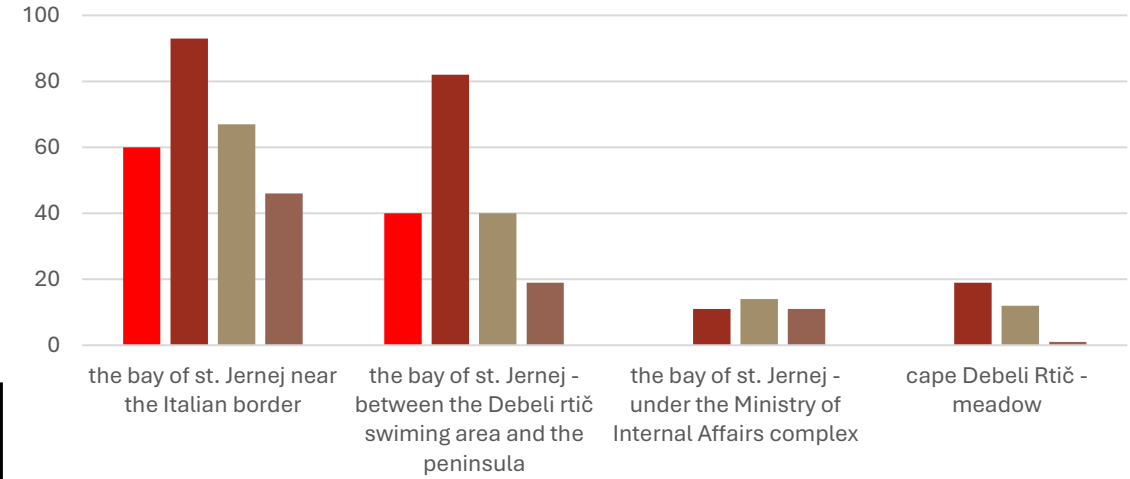 100
80
60
40
20
0
the bay of st. Jernej near
the Italian border
the bay of st. Jernej -
between the Debeli rtič
swiming area and the
peninsula
the bay of st. Jernej -
under the Ministry of
Internal Affairs complex
cape Debeli Rtič -
meadow